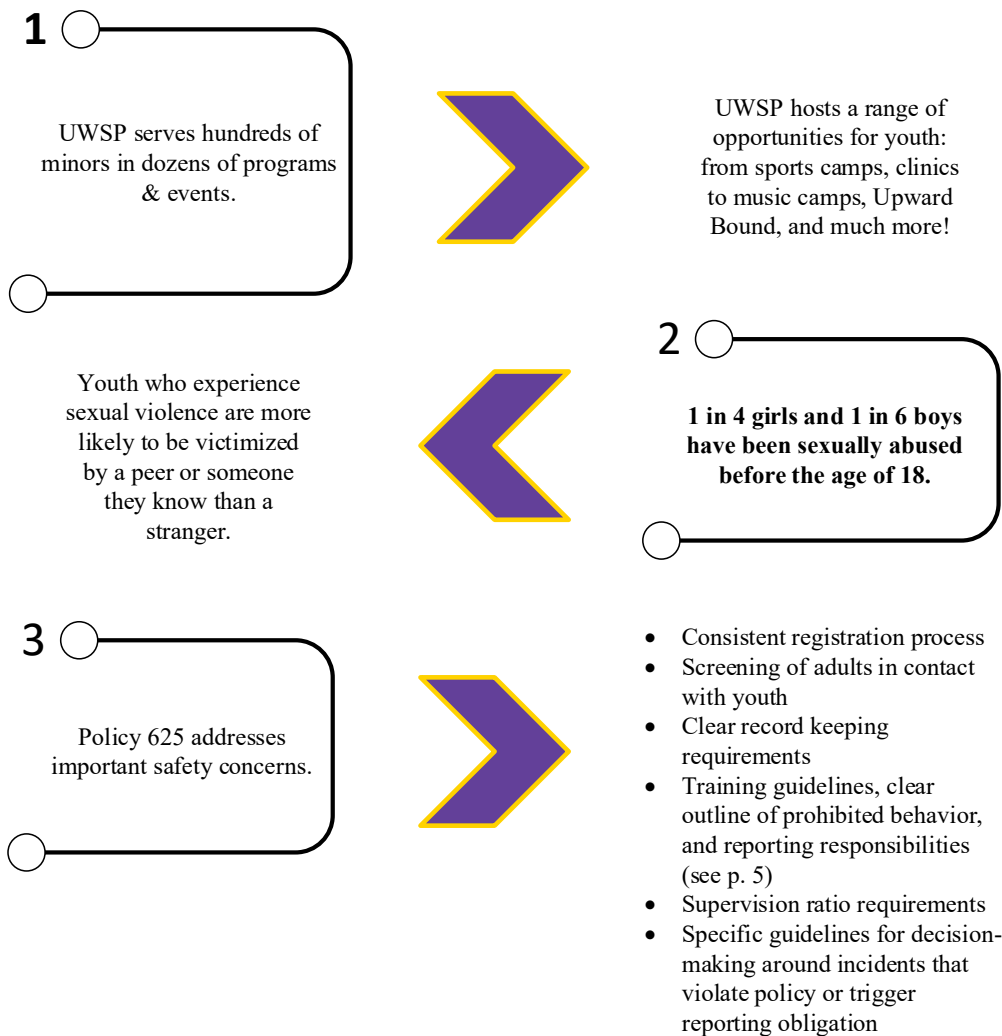 1
UWSP serves hundreds of
minors in dozens of programs
& events.
UWSP hosts a range of
opportunities for youth:
from sports camps, clinics
to music camps, Upward
Bound, and much more!
2
1 in 4 girls and 1 in 6 boys
have been sexually abused
before the age of 18.
Youth who experience
sexual violence are more
likely to be victimized
by a peer or someone
they know than a
stranger.
3
Policy 625 addresses
important safety concerns.
• Consistent registration process
• Screening of adults in contact
with youth
• Clear record keeping
requirements
• Training guidelines, clear
outline of prohibited behavior,
and reporting responsibilities
(see p. 5)
• Supervision ratio requirements
• Specific guidelines for decision-
making around incidents that
violate policy or trigger
reporting obligation